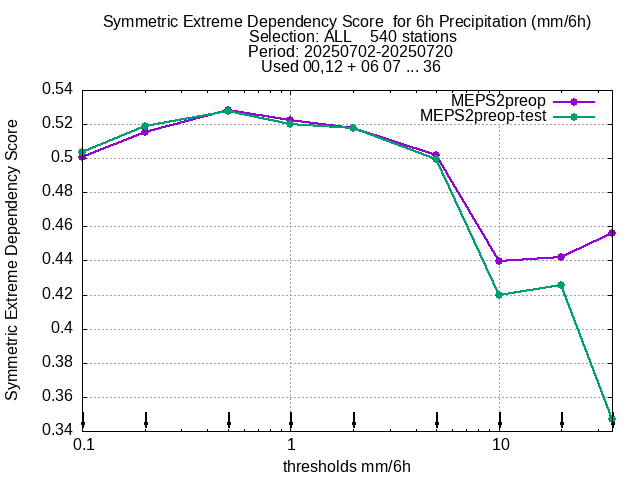 Symmetric Extreme Dependency Score  for 6h Precipitation (mm/6h)
Selection: ALL    540 stations
Period: 20250702-20250720
Used 00,12 + 06 07 ... 36
MEPS2preop
MEPS2preop-test
Symmetric Extreme Dependency Score
0.54
0.52
0.5
0.48
0.46
0.44
0.42
0.4
0.38
0.36
0.34
0.1 1 10
thresholds mm/6h